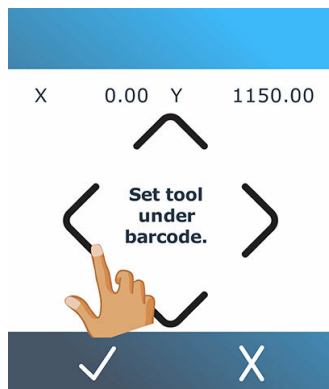 X 0.00 Y 1150.00
Set tool
under
barcode.
X